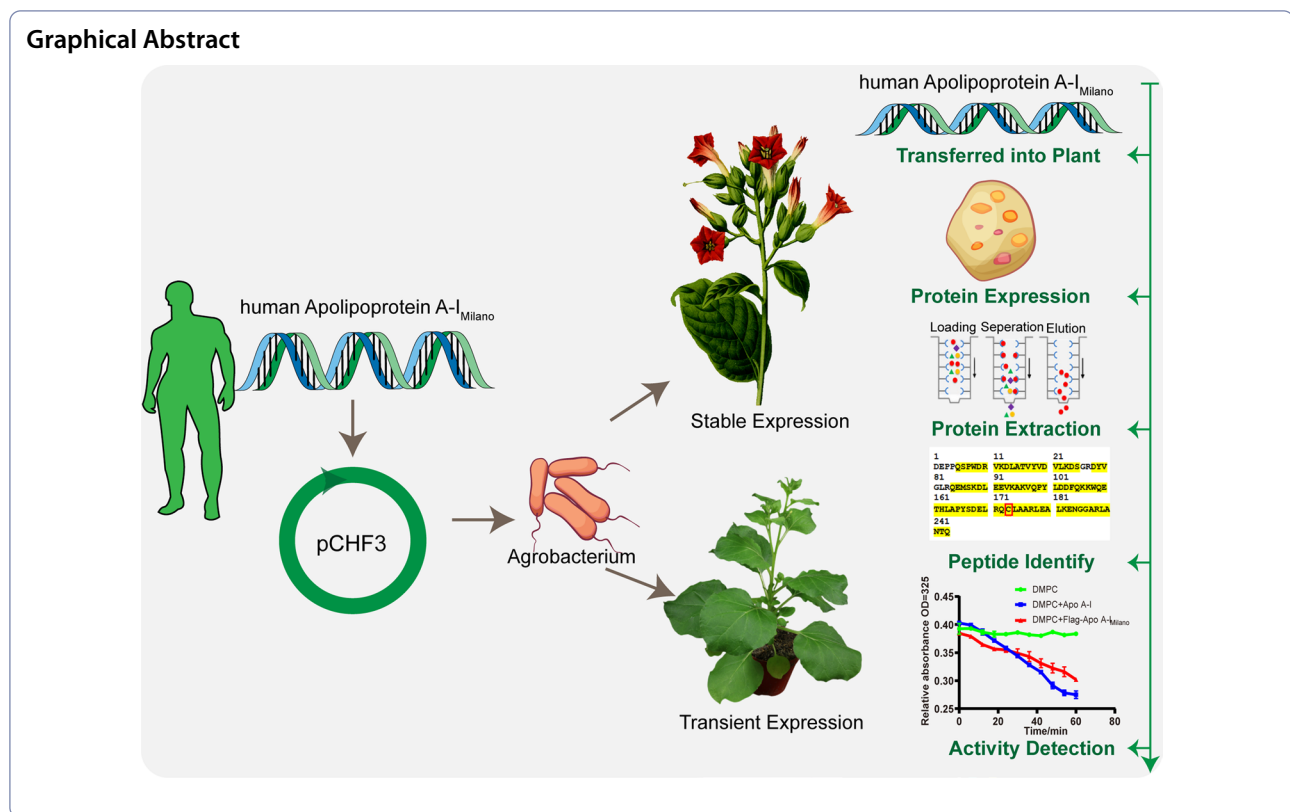 Graphical Abstract
human Apolipoprotein A-IMilano
pCHF3
Agrobacterium
Stable Expression
Transient Expression
human Apolipoprotein A-IMilano
Transferred into Plant
Protein Expression
Loading Seperation Elution
Protein Extraction
1 11 21
DEPPQSPWDR VKDLATVYVD VLKDSGRDYV
81 91 101
GLRQEMSKDL EEVKAKVQPY LDDFQKKWQE
161 171 181
THLAPYSDEL RQCLAARLEA LKENGGARLA
241
NTQ
Peptide Identify
Relative absorbance OD=325
0.45
0.40
0.35
0.30
0.25
DMPC
DMPC+Apo A-I
DMPC+Flag-Apo A-IMilano
0 20 40 60 80
Time/min
Activity Detection